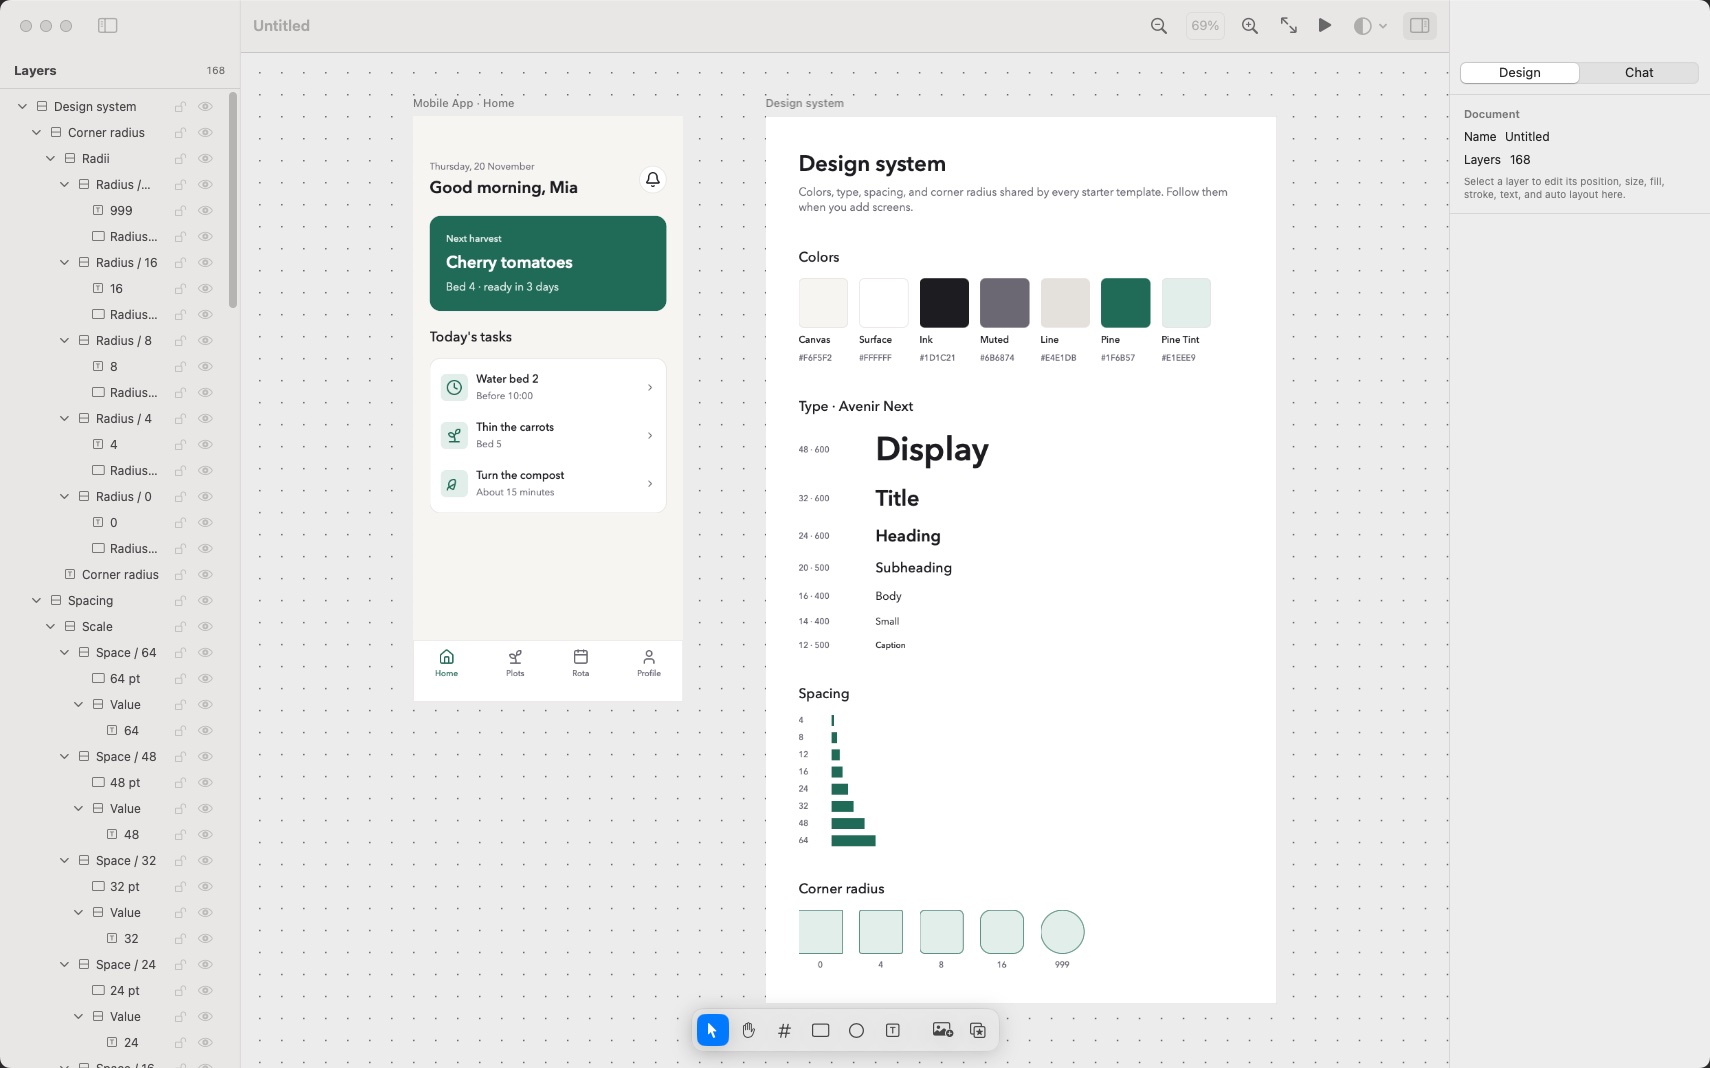 Untitled
69%
Layers
168
Design system
Corner radius
Radii
Radius /...
999
Radius...
Radius / 16
16
Radius...
Radius / 8
8
Radius...
Radius / 4
4
Radius...
Radius / 0
0
Radius...
Corner radius
Spacing
Scale
Space / 64
64 pt
Value
64
Space / 48
48 pt
Value
48
Space / 32
32 pt
Value
32
Space / 24
24 pt
Value
24
Space / 16
Mobile App · Home
Thursday, 20 November
Good morning, Mia
Next harvest
Cherry tomatoes
Bed 4 · ready in 3 days
Today's tasks
Water bed 2
Before 10:00
Thin the carrots
Bed 5
Turn the compost
About 15 minutes
Home Plots Rota Profile
Design system
Design system
Colors, type, spacing, and corner radius shared by every starter template. Follow them
when you add screens.
Colors
Canvas Surface Ink Muted Line Pine Pine Tint
#F6F5F2 #FFFFFF #1D1C21 #6B6874 #E4E1DB #1F6B57 #E1EEE9
Type · Avenir Next
48 · 600 Display
32 · 600 Title
24 · 600 Heading
20 · 500 Subheading
16 · 400 Body
14 · 400 Small
12 · 500 Caption
Spacing
4
8
12
16
24
32
48
64
Corner radius
0 4 8 16 999
Design Chat
Document
Name Untitled
Layers 168
Select a layer to edit its position, size, fill,
stroke, text, and auto layout here.